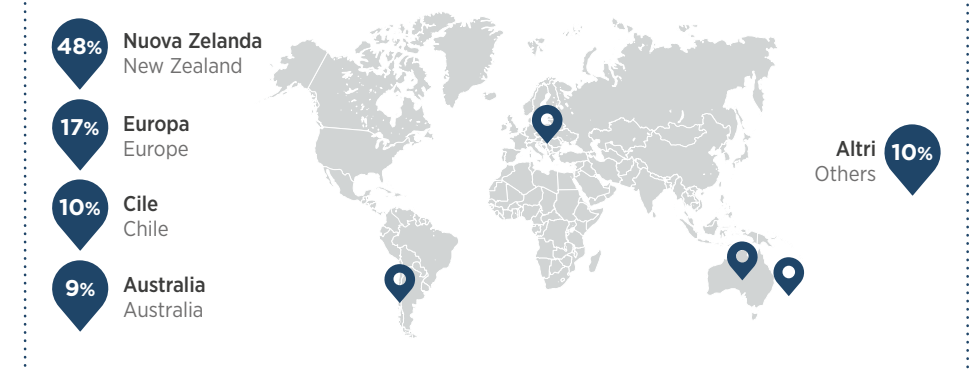 48%
Nuova Zelanda
New Zealand
17%
Europa
Europe
10%
Cile
Chile
9%
Australia
Australia
Altri
Others
10%